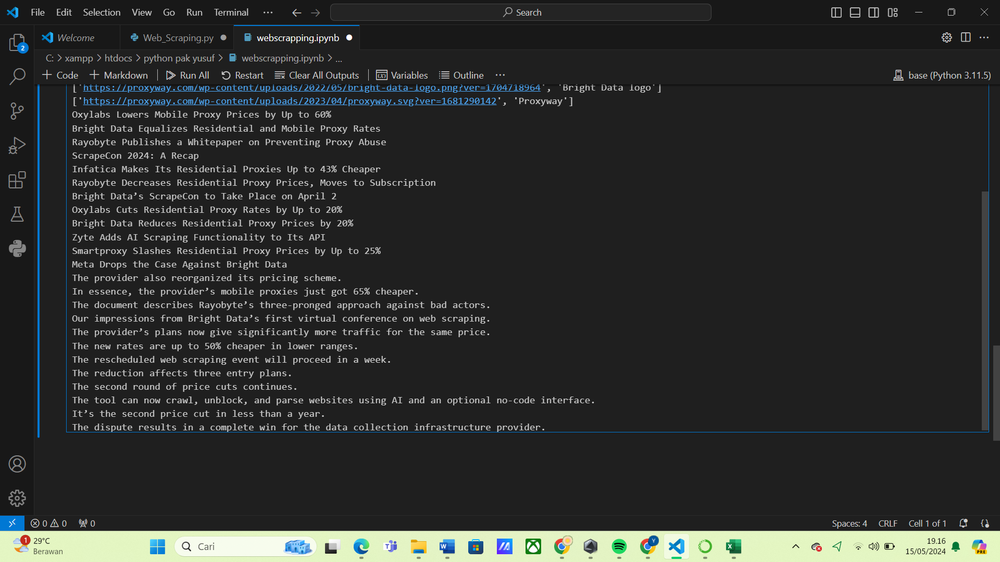 File Edit Selection View Go Run Terminal ··· Search
Welcome Web_Scraping.py webscrapping.ipynb
2
C: > xampp > htdocs > python pak yusuf > webscrapping.ipynb > ...
+ Code + Markdown Run All Restart Clear All Outputs Variables Outline ··· base (Python 3.11.5)
['https://proxyway.com/wp-content/uploads/2022/05/bright-data-logo.png?ver=1704718964', 'Bright Data logo']
['https://proxyway.com/wp-content/uploads/2023/04/proxyway.svg?ver=1681290142', 'Proxyway']
Oxylabs Lowers Mobile Proxy Prices by Up to 60%
Bright Data Equalizes Residential and Mobile Proxy Rates
Rayobyte Publishes a Whitepaper on Preventing Proxy Abuse
ScrapeCon 2024: A Recap
Infatica Makes Its Residential Proxies Up to 43% Cheaper
Rayobyte Decreases Residential Proxy Prices, Moves to Subscription
Bright Data’s ScrapeCon to Take Place on April 2
Oxylabs Cuts Residential Proxy Rates by Up to 20%
Bright Data Reduces Residential Proxy Prices by 20%
Zyte Adds AI Scraping Functionality to Its API
Smartproxy Slashes Residential Proxy Prices by Up to 25%
Meta Drops the Case Against Bright Data
The provider also reorganized its pricing scheme.
In essence, the provider’s mobile proxies just got 65% cheaper.
The document describes Rayobyte’s three-pronged approach against bad actors.
Our impressions from Bright Data’s first virtual conference on web scraping.
The provider’s plans now give significantly more traffic for the same price.
The new rates are up to 50% cheaper in lower ranges.
The rescheduled web scraping event will proceed in a week.
The reduction affects three entry plans.
The second round of price cuts continues.
The tool can now crawl, unblock, and parse websites using AI and an optional no-code interface.
It’s the second price cut in less than a year.
The dispute results in a complete win for the data collection infrastructure provider.
0 0 0 Spaces: 4 CRLF Cell 1 of 1
1 29°C
Berawan
Cari
Y
PRE
19.16
15/05/2024